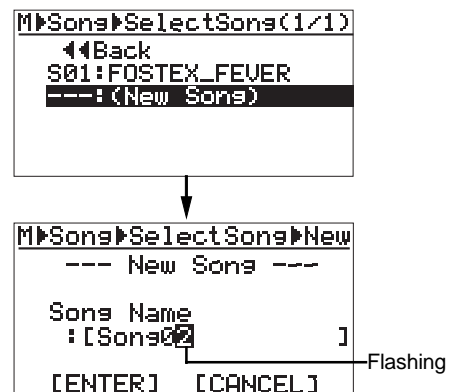 M▶Song▶SelectSong(1/1)
◀◀Back
S01:FOSTEX_FEVER
---:(New Song)
M▶Song▶SelectSong▶New
--- New Song ---
Song Name
:[Song02 ]
Flashing
[ENTER] [CANCEL]